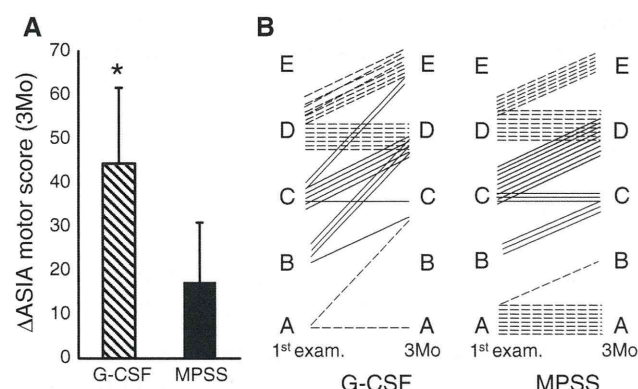 A
B
ΔASIA motor score (3Mo)
70
60
50
40
30
20
10
0
*
G-CSF MPSS
E E E E
D D D D
C C C C
B B B B
A A A A
1st exam. 3Mo 1st exam. 3Mo
G-CSF MPSS